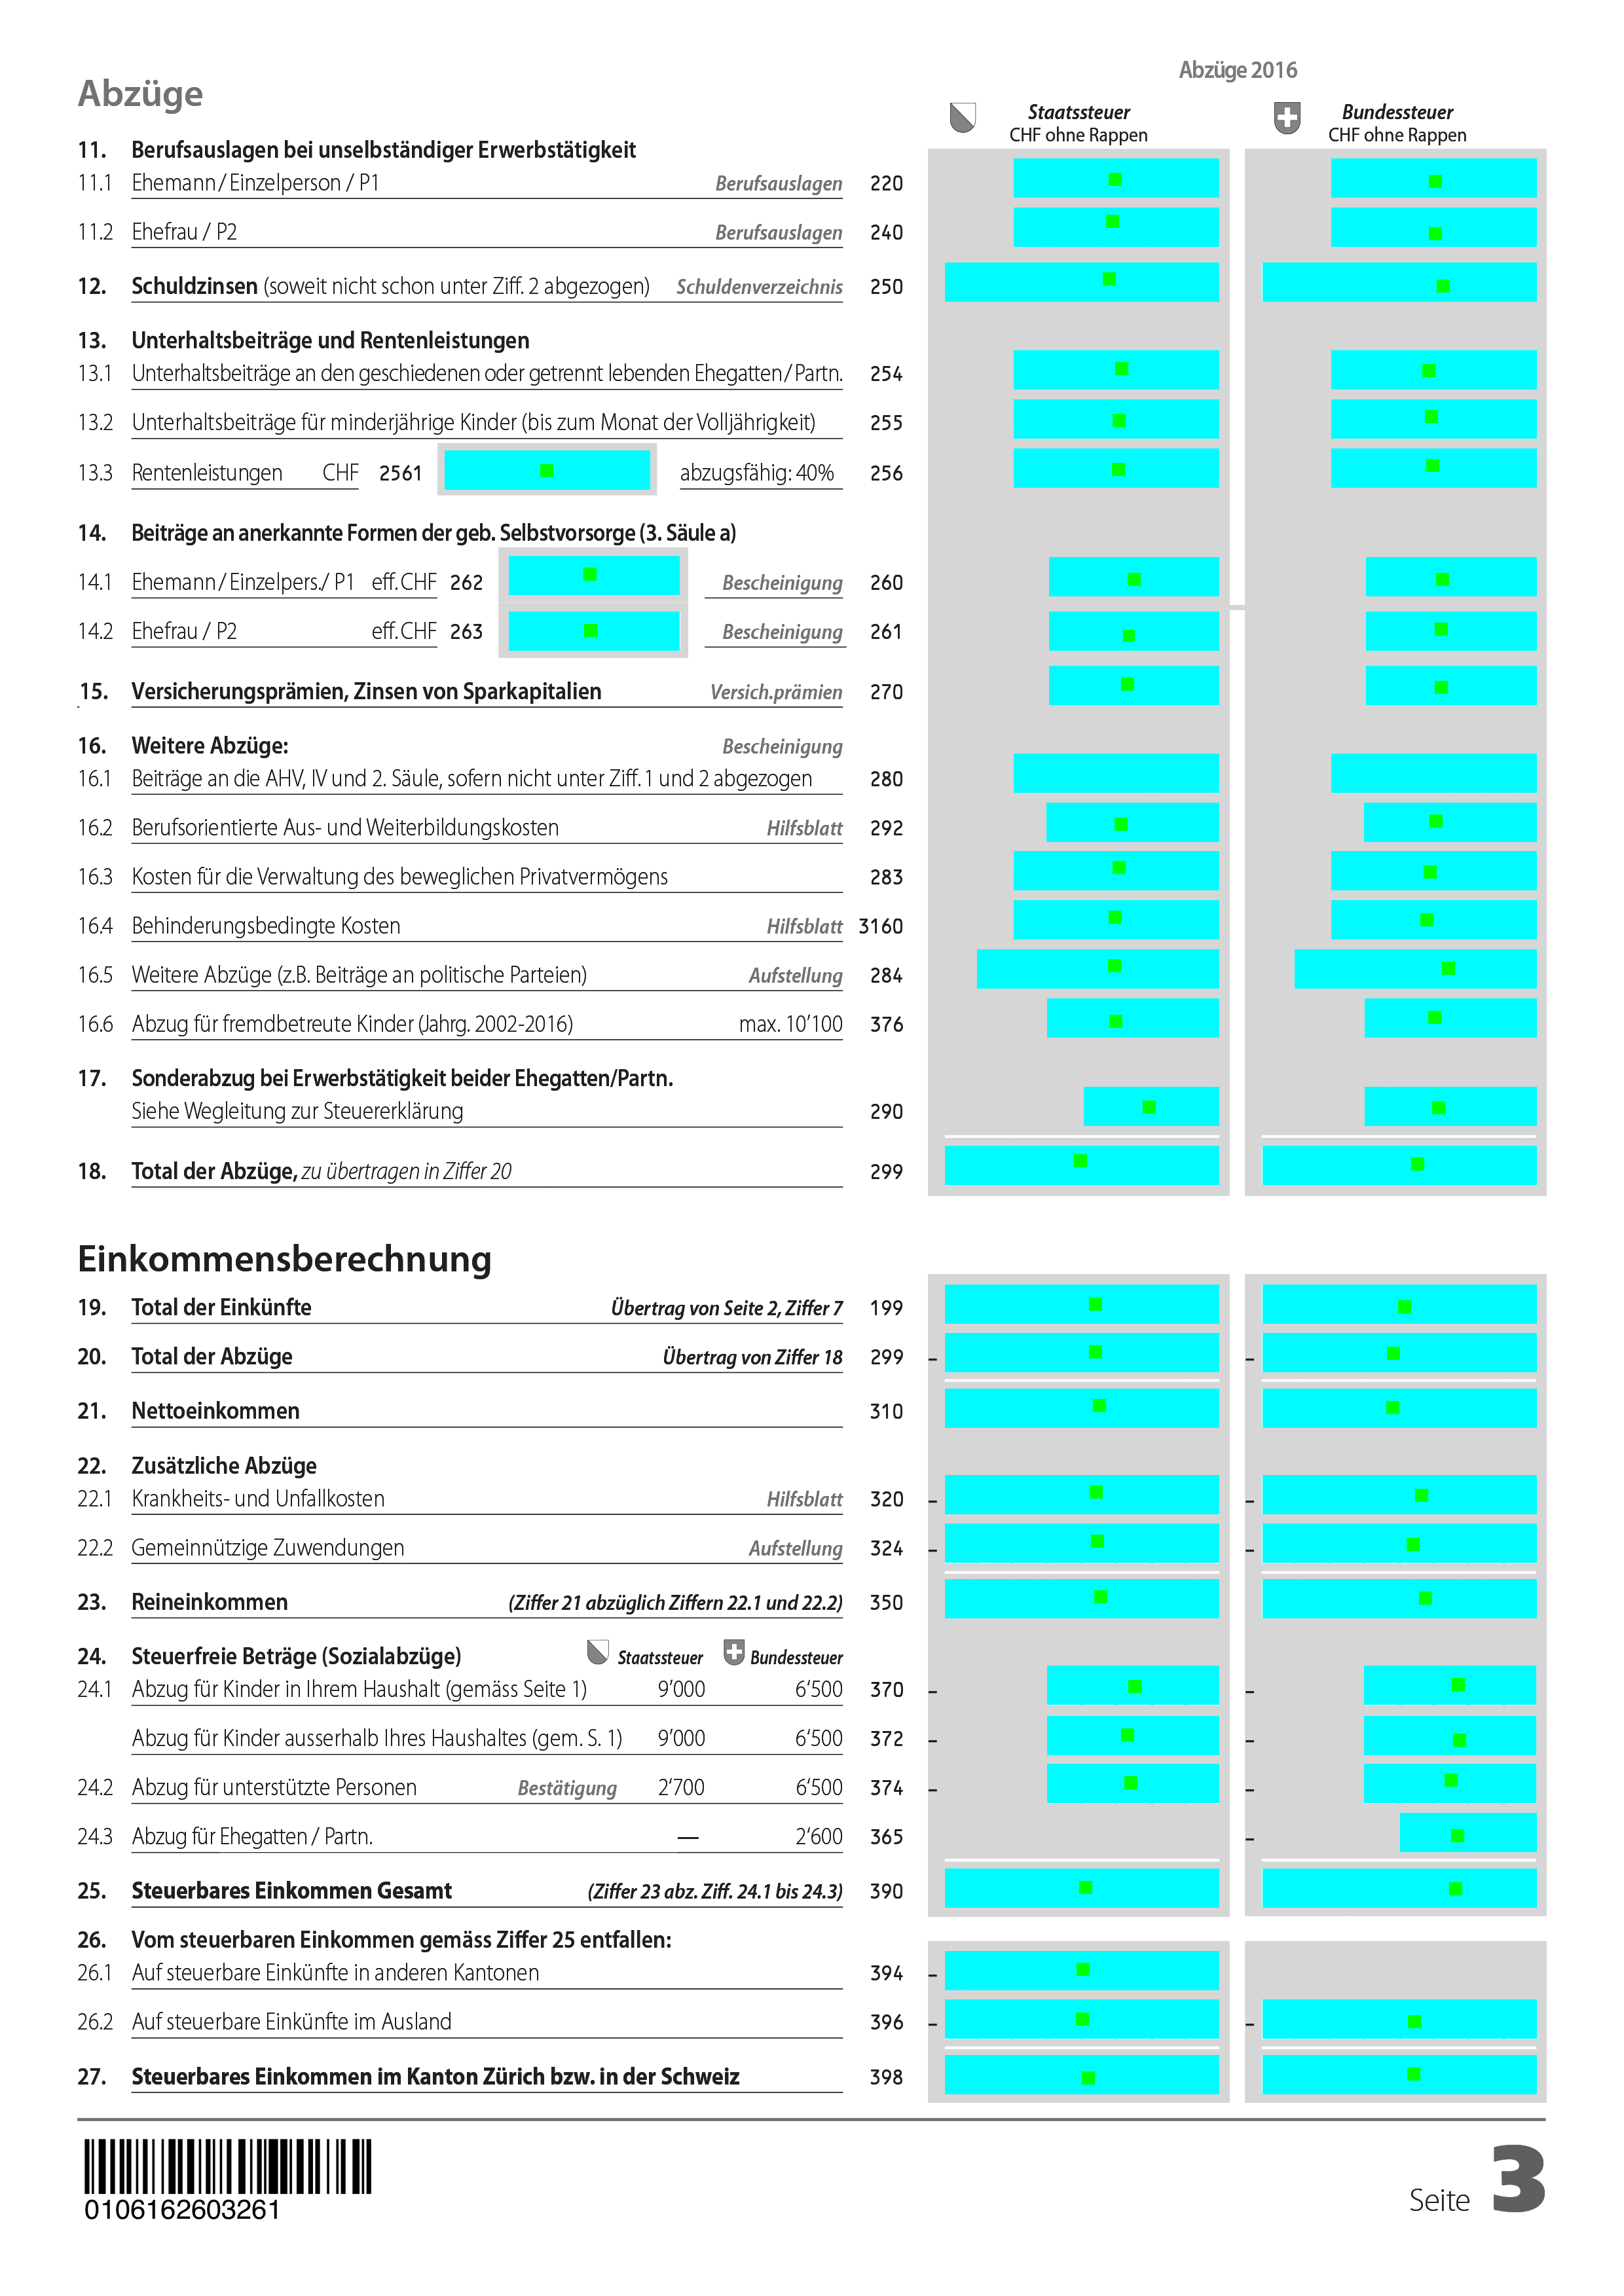 Abzüge 2016
Abzüge
Staatssteuer Bundessteuer
CHF ohne Rappen CHF ohne Rappen
11. Berufsauslagen bei unselbständiger Erwerbstätigkeit
11.1 Ehemann / Einzelperson / P1 Berufsauslagen 220
11.2 Ehefrau / P2 Berufsauslagen 240
12. Schuldzinsen (soweit nicht schon unter Ziff. 2 abgezogen) Schuldenverzeichnis 250
13. Unterhaltsbeiträge und Rentenleistungen
13.1 Unterhaltsbeiträge an den geschiedenen oder getrennt lebenden Ehegatten / Partn. 254
13.2 Unterhaltsbeiträge für minderjährige Kinder (bis zum Monat der Volljährigkeit) 255
13.3 Rentenleistungen CHF 2561 abzugsfähig: 40% 256
14. Beiträge an anerkannte Formen der geb. Selbstvorsorge (3. Säule a)
14.1 Ehemann / Einzelpers./ P1 eff. CHF 262 Bescheinigung 260
14.2 Ehefrau / P2 eff. CHF 263 Bescheinigung 261
15. Versicherungsprämien, Zinsen von Sparkapitalien Versich.prämien 270
16. Weitere Abzüge: Bescheinigung
16.1 Beiträge an die AHV, IV und 2. Säule, sofern nicht unter Ziff. 1 und 2 abgezogen 280
16.2 Berufsorientierte Aus- und Weiterbildungskosten Hilfsblatt 292
16.3 Kosten für die Verwaltung des beweglichen Privatvermögens 283
16.4 Behinderungsbedingte Kosten Hilfsblatt 3160
16.5 Weitere Abzüge (z.B. Beiträge an politische Parteien) Aufstellung 284
16.6 Abzug für fremdbetreute Kinder (Jahrg. 2002-2016) max. 10’100 376
17. Sonderabzug bei Erwerbstätigkeit beider Ehegatten/Partn.
Siehe Wegleitung zur Steuererklärung 290
18. Total der Abzüge, zu übertragen in Ziffer 20 299
Einkommensberechnung
19. Total der Einkünfte Übertrag von Seite 2, Ziffer 7 199
20. Total der Abzüge Übertrag von Ziffer 18 299 – –
21. Nettoeinkommen 310
22. Zusätzliche Abzüge
22.1 Krankheits- und Unfallkosten Hilfsblatt 320 – –
22.2 Gemeinnützige Zuwendungen Aufstellung 324 – –
23. Reineinkommen (Ziffer 21 abzüglich Ziffern 22.1 und 22.2) 350
24. Steuerfreie Beträge (Sozialabzüge) Staatssteuer Bundessteuer
24.1 Abzug für Kinder in Ihrem Haushalt (gemäss Seite 1) 9’000 6’500 370 – –
Abzug für Kinder ausserhalb Ihres Haushaltes (gem. S. 1) 9’000 6’500 372 – –
24.2 Abzug für unterstützte Personen Bestätigung 2’700 6’500 374 – –
24.3 Abzug für Ehegatten / Partn. — 2’600 365 –
25. Steuerbares Einkommen Gesamt (Ziffer 23 abz. Ziff. 24.1 bis 24.3) 390
26. Vom steuerbaren Einkommen gemäss Ziffer 25 entfallen:
26.1 Auf steuerbare Einkünfte in anderen Kantonen 394 –
26.2 Auf steuerbare Einkünfte im Ausland 396 – –
27. Steuerbares Einkommen im Kanton Zürich bzw. in der Schweiz 398
0106162603261
Seite 3